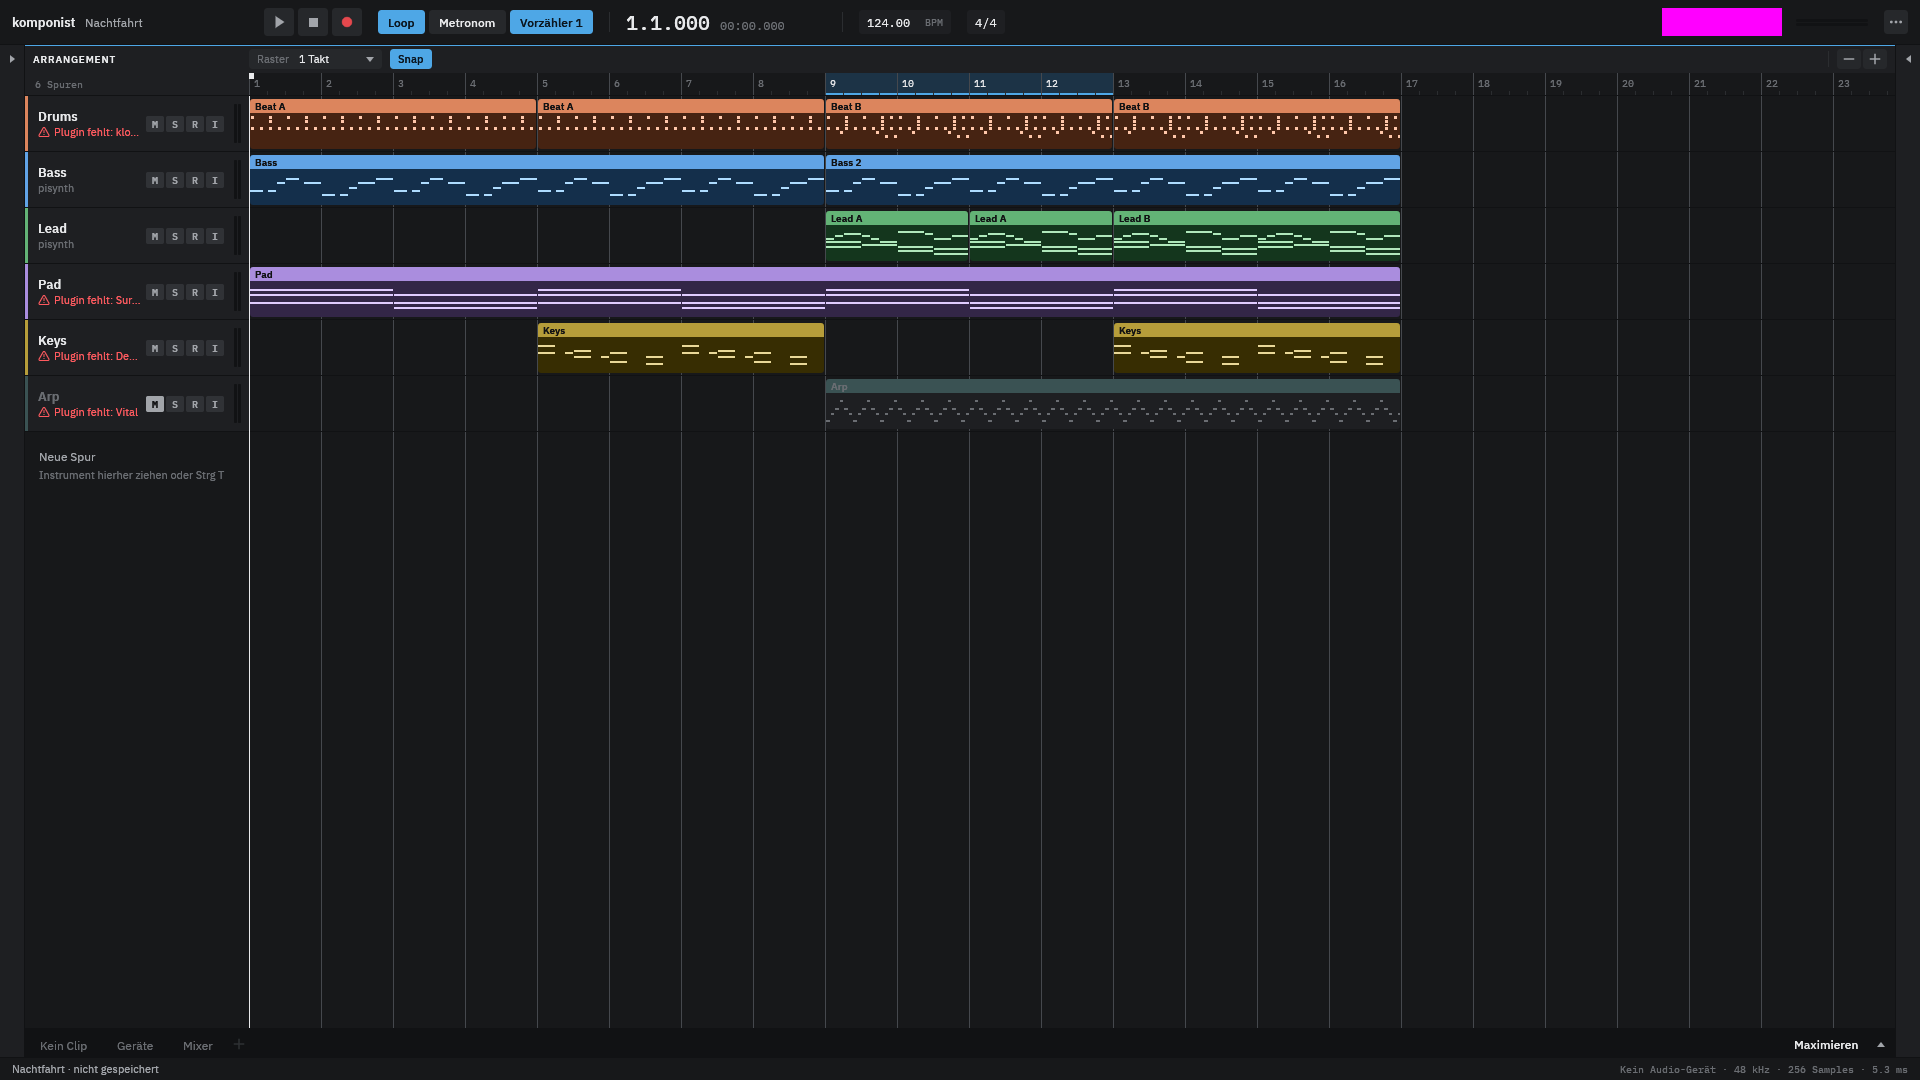 komponist Nachtfahrt Loop Metronom Vorzähler 1 1.1.000 00:00.000 124.00 BPM 4/4
ARRANGEMENT Raster 1 Takt Snap
6 Spuren 1 2 3 4 5 6 7 8 9 10 11 12 13 14 15 16 17 18 19 20 21 22 23
Beat A Beat A Beat B Beat B
Drums
Plugin fehlt: klo... M S R I
Bass Bass 2
Bass
pisynth M S R I
Lead A Lead A Lead B
Lead
pisynth M S R I
Pad
Pad
Plugin fehlt: Sur... M S R I
Keys Keys
Keys
Plugin fehlt: De... M S R I
Arp
Arp
Plugin fehlt: Vital M S R I
Neue Spur
Instrument hierher ziehen oder Strg T
Kein Clip Geräte Mixer + Maximieren
Nachtfahrt · nicht gespeichert Kein Audio-Gerät · 48 kHz · 256 Samples · 5.3 ms